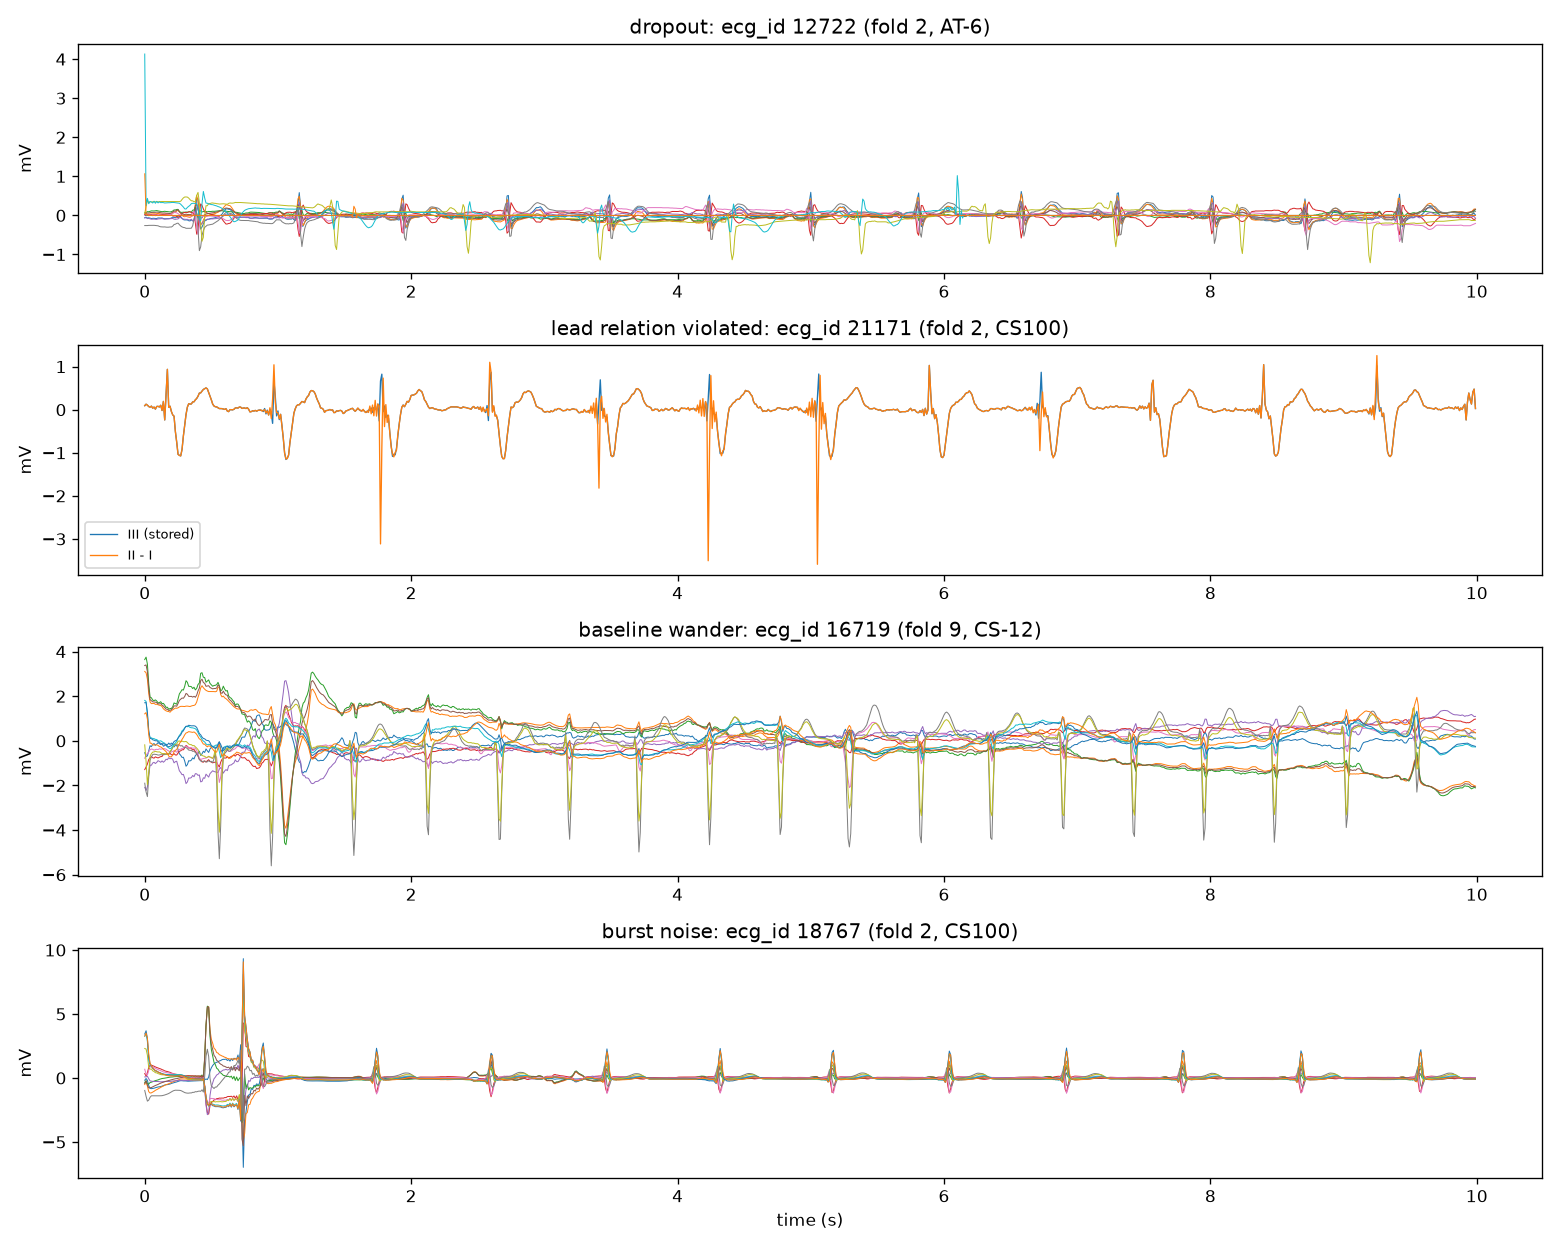 dropout: ecg_id 12722 (fold 2, AT-6)
4
3
2
1
0
−1
mV
0 2 4 6 8 10
lead relation violated: ecg_id 21171 (fold 2, CS100)
1
0
−1
−2
−3
mV
III (stored)
II - I
0 2 4 6 8 10
baseline wander: ecg_id 16719 (fold 9, CS-12)
4
2
0
−2
−4
−6
mV
0 2 4 6 8 10
burst noise: ecg_id 18767 (fold 2, CS100)
10
5
0
−5
mV
0 2 4 6 8 10
time (s)